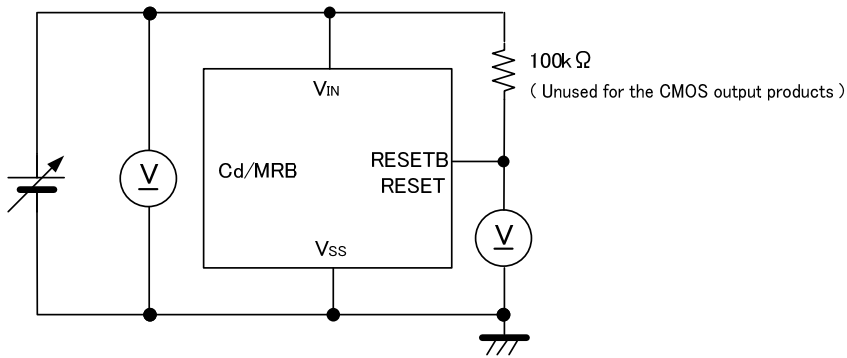 100kΩ
( Unused for the CMOS output products )
VIN
V
Cd/MRB
RESETB
RESET
V
VSS